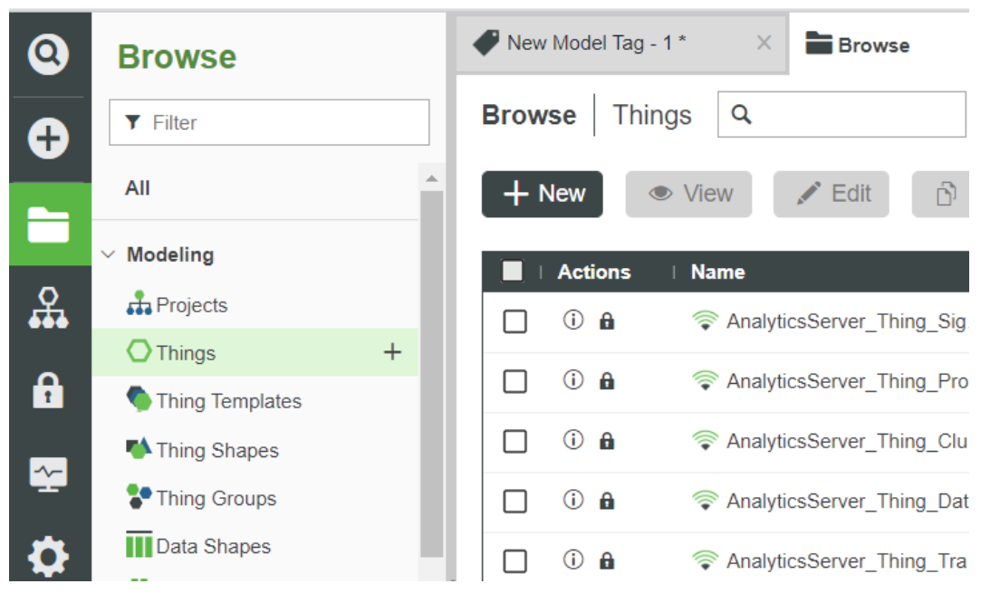 Browse
Filter
All
Modeling
Projects
Things
Thing Templates
Thing Shapes
Thing Groups
Data Shapes
New Model Tag - 1 *
Browse
Browse | Things
New View Edit
Actions Name
AnalyticsServer_Thing_Sig
AnalyticsServer_Thing_Pro
AnalyticsServer_Thing_Clu
AnalyticsServer_Thing_Dat
AnalyticsServer_Thing_Tra